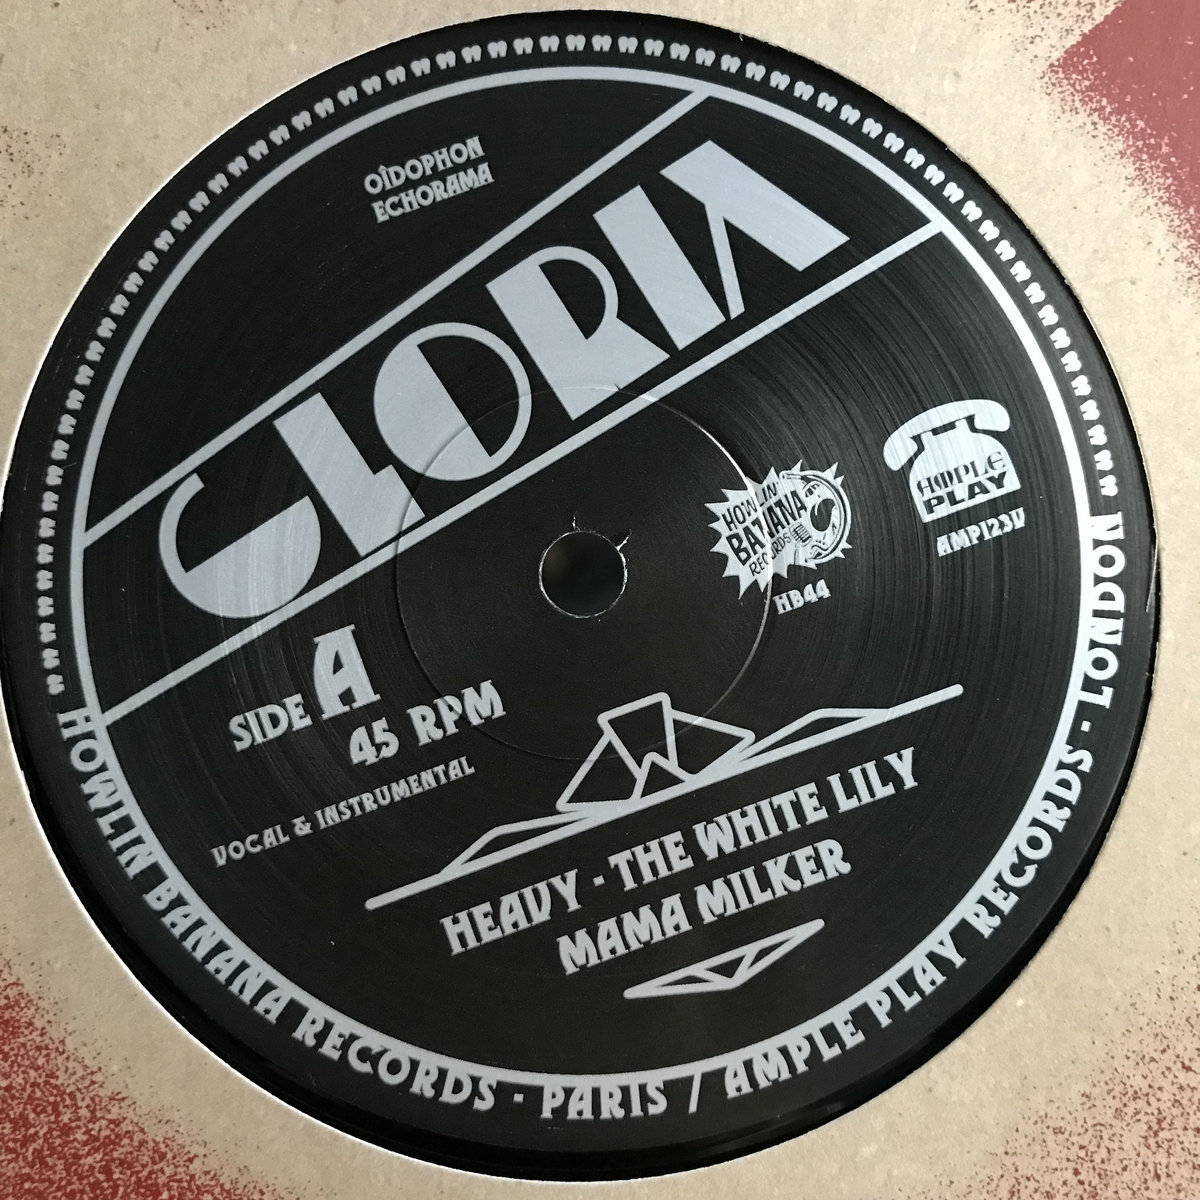 OÎDOPHON
ECHORAMA
GLORIA
HOWLIN'
BANANA
RECORDS
HB44
AMPLE
PLAY
AMP123V
SIDE A
45 RPM
VOCAL & INSTRUMENTAL
HEAVY - THE WHITE LILY
MAMA MILKER
HOWLIN BANANA RECORDS - PARIS / AMPLE PLAY RECORDS - LONDON